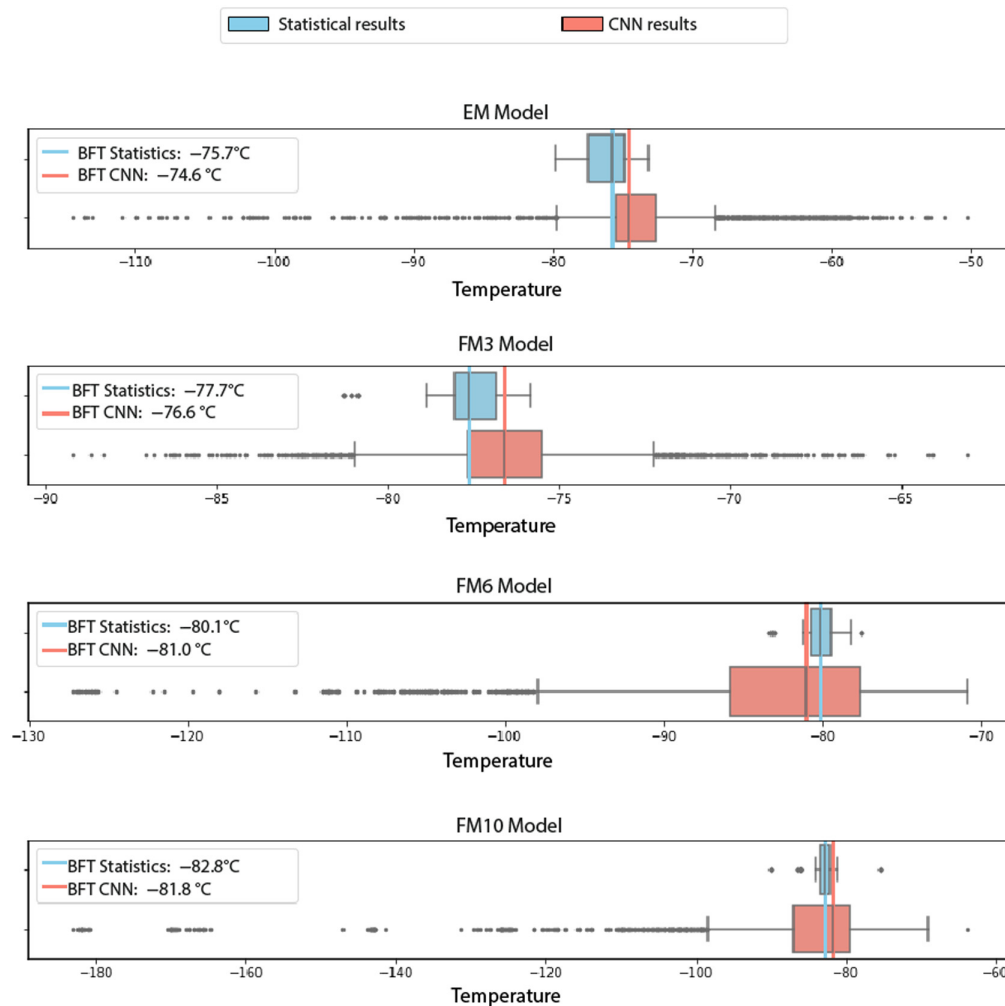 Statistical results
CNN results
EM Model
BFT Statistics: −75.7°C
BFT CNN: −74.6 °C
−110 −100 −90 −80 −70 −60 −50
Temperature
FM3 Model
BFT Statistics: −77.7°C
BFT CNN: −76.6 °C
−90 −85 −80 −75 −70 −65
Temperature
FM6 Model
BFT Statistics: −80.1°C
BFT CNN: −81.0 °C
−130 −120 −110 −100 −90 −80 −70
Temperature
FM10 Model
BFT Statistics: −82.8°C
BFT CNN: −81.8 °C
−180 −160 −140 −120 −100 −80 −60
Temperature